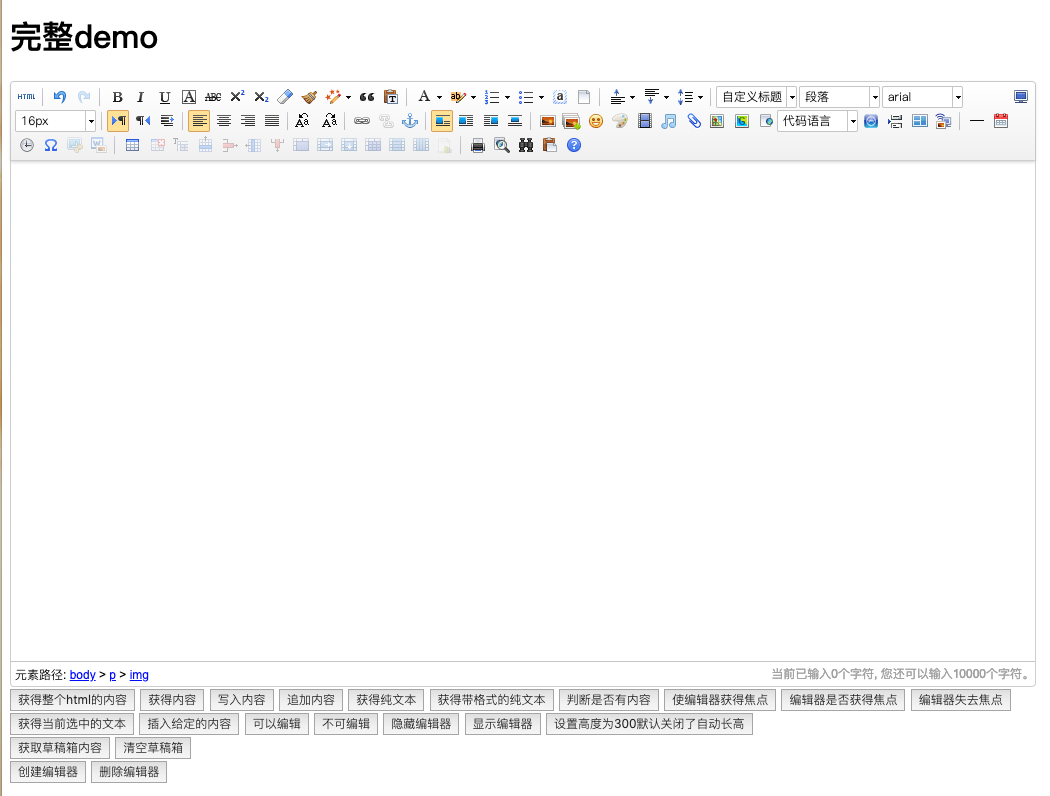 完整demo
HTML B I U A ABC X² X₂ A a 自定义标题 段落 arial
16px 代码语言
元素路径: body > p > img 当前已输入0个字符, 您还可以输入10000个字符。
获得整个html的内容 获得内容 写入内容 追加内容 获得纯文本 获得带格式的纯文本 判断是否有内容 使编辑器获得焦点 编辑器是否获得焦点 编辑器失去焦点
获得当前选中的文本 插入给定的内容 可以编辑 不可编辑 隐藏编辑器 显示编辑器 设置高度为300默认关闭了自动长高
获取草稿箱内容 清空草稿箱
创建编辑器 删除编辑器